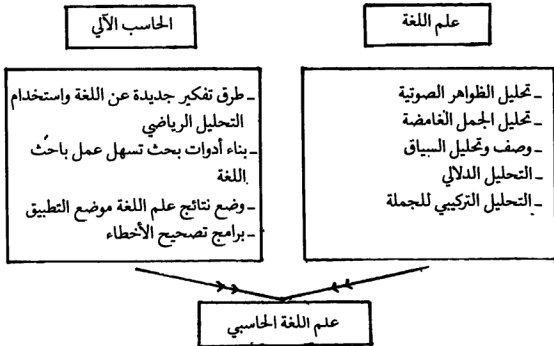 علم اللغة
الحاسب الآلي
ـ تحليل الظواهر الصوتية
ـ تحليل الجمل الغامضة
ـ وصف وتحليل السياق
ـ التحليل الدلالي
ـ التحليل التركيبي للجملة
ـ طرق تفكير جديدة عن اللغة واستخدام
التحليل الرياضي
ـ بناء أدوات بحث تسهل عمل باحث
اللغة
ـ وضع نتائج علم اللغة موضع التطبيق
ـ برامج تصحيح الأخطاء
علم اللغة الحاسبي